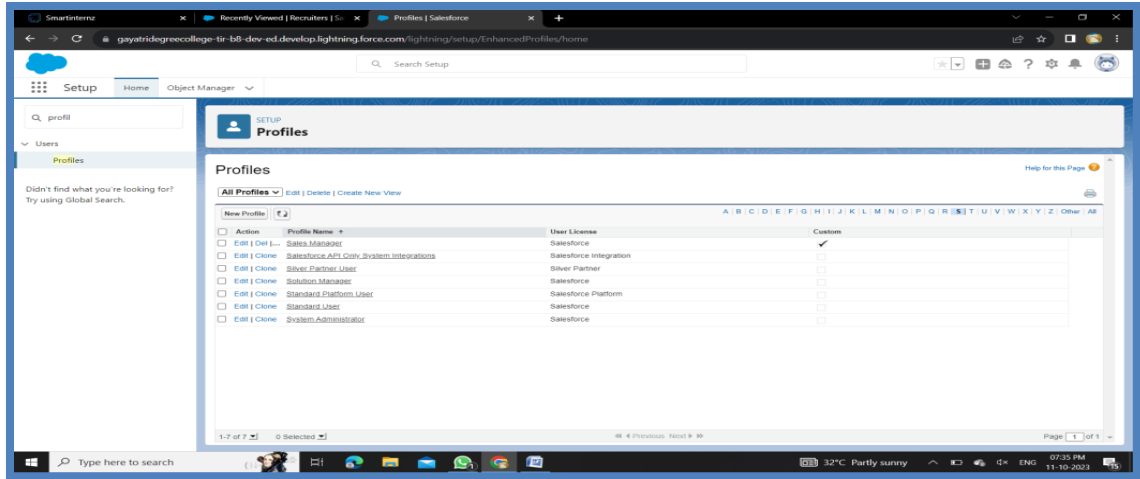 Smartinternz
Recently Viewed | Recruiters | Sa
Profiles | Salesforce
gayatridegreecollege-tir-b8-dev-ed.develop.lightning.force.com/lightning/setup/EnhancedProfiles/home
Search Setup
Setup Home Object Manager
profil
Users
Profiles
Didn't find what you're looking for?
Try using Global Search.
SETUP
Profiles
Profiles
Help for this Page
All Profiles Edit | Delete | Create New View
New Profile
A | B | C | D | E | F | G | H | I | J | K | L | M | N | O | P | Q | R | S | T | U | V | W | X | Y | Z | Other | All
Action Profile Name User License Custom
Edit | Del |... Sales Manager Salesforce
Edit | Clone Salesforce API Only System Integrations Salesforce Integration
Edit | Clone Silver Partner User Silver Partner
Edit | Clone Solution Manager Salesforce
Edit | Clone Standard Platform User Salesforce Platform
Edit | Clone Standard User Salesforce
Edit | Clone System Administrator Salesforce
1-7 of 7 0 Selected Previous Next Page 1 of 1
Type here to search
32°C Partly sunny ENG 07:35 PM
11-10-2023